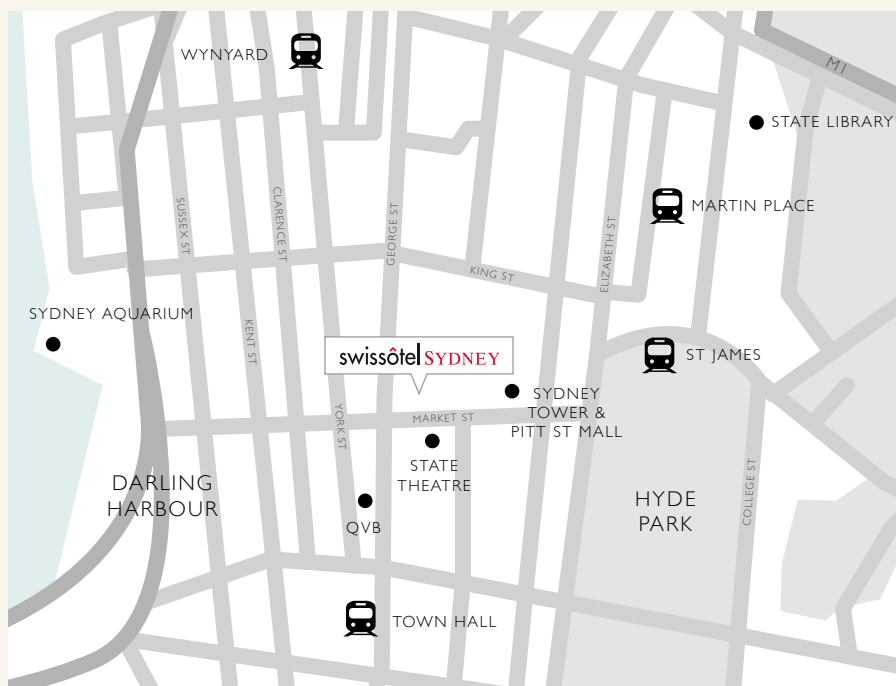 WYNYARD
M1
STATE LIBRARY
MARTIN PLACE
SUSSEX ST
CLARENCE ST
GEORGE ST
ELIZABETH ST
KING ST
SYDNEY AQUARIUM
KENT ST
swissôtel SYDNEY
ST JAMES
SYDNEY
TOWER &
PITT ST MALL
YORK ST
MARKET ST
STATE
THEATRE
DARLING
HARBOUR
HYDE
PARK
COLLEGE ST
QVB
TOWN HALL